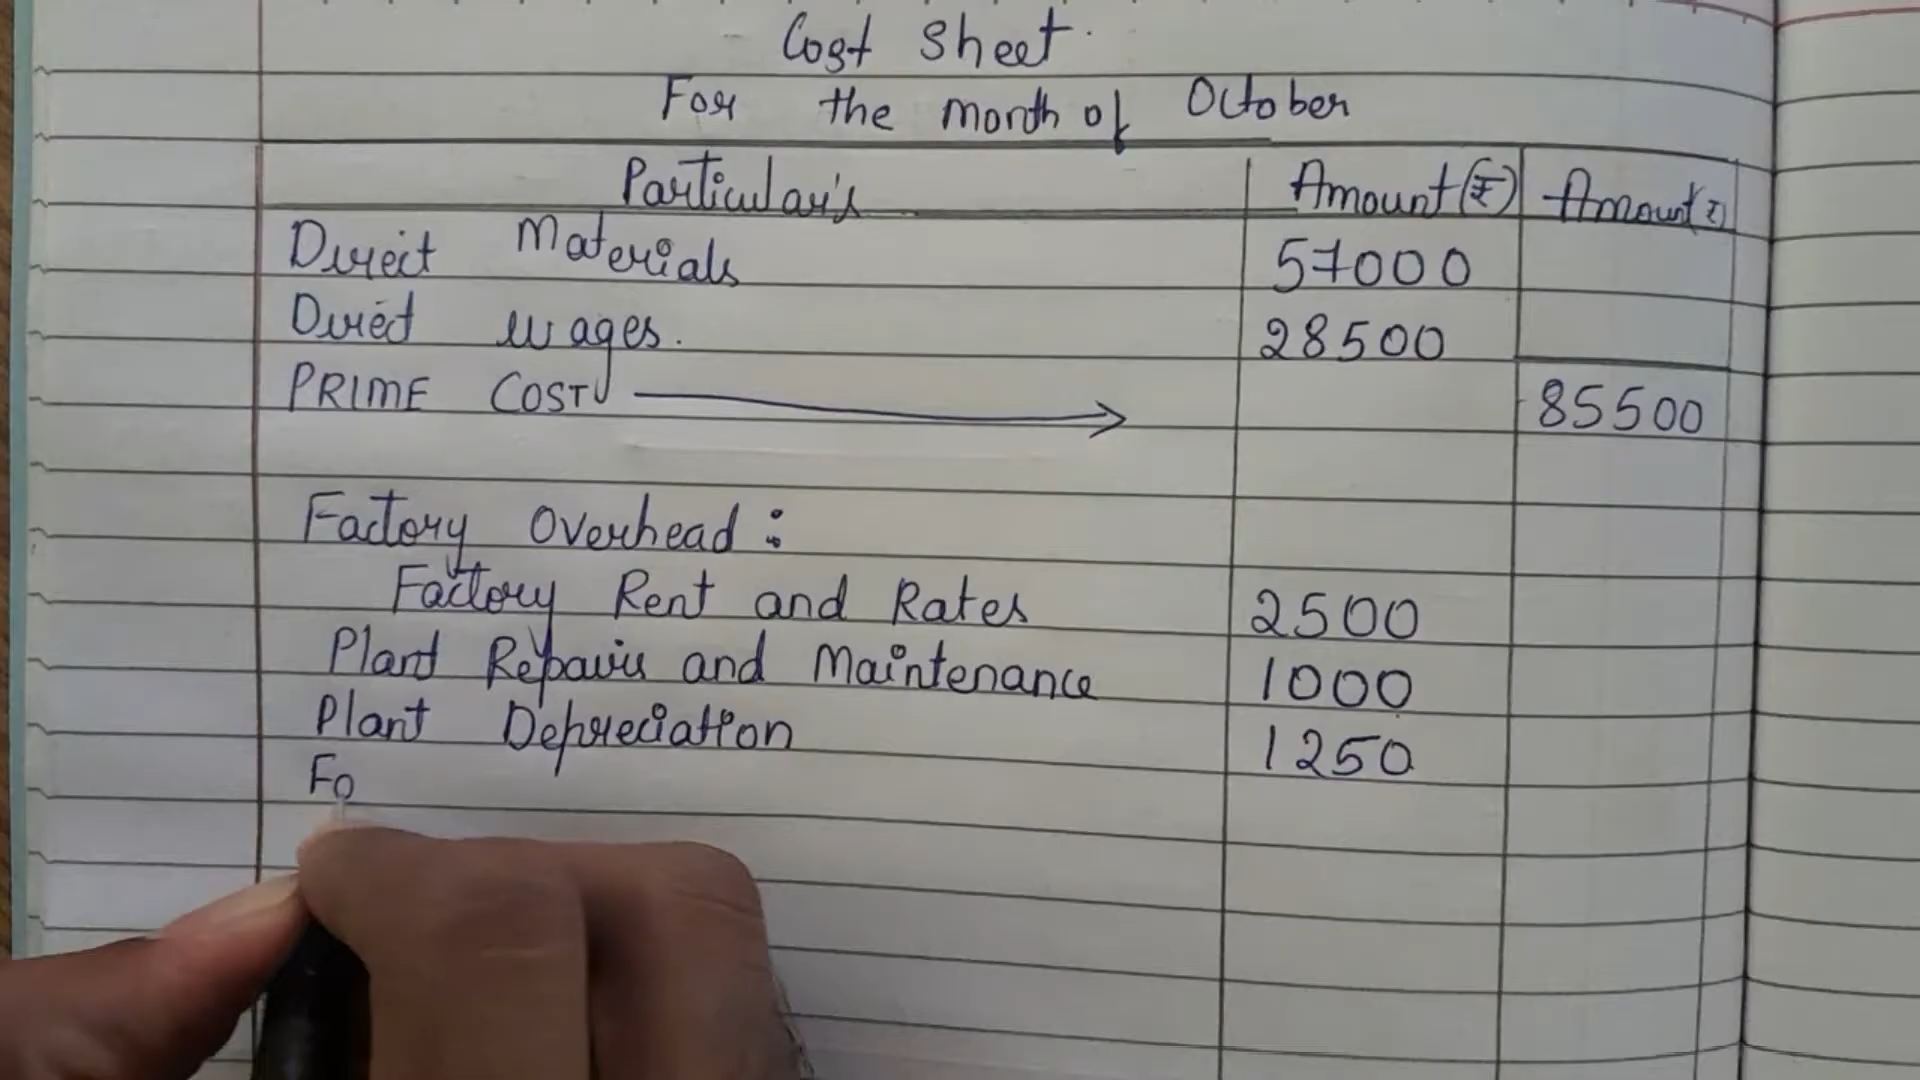 Cost Sheet.
For the month of October
Particulars Amount(₹) Amount(₹)
Direct Materials 57000
Direct wages. 28500
PRIME COST 85500
Factory Overhead :
Factory Rent and Rates 2500
Plant Repairs and Maintenance 1000
Plant Depreciation 1250
Fo